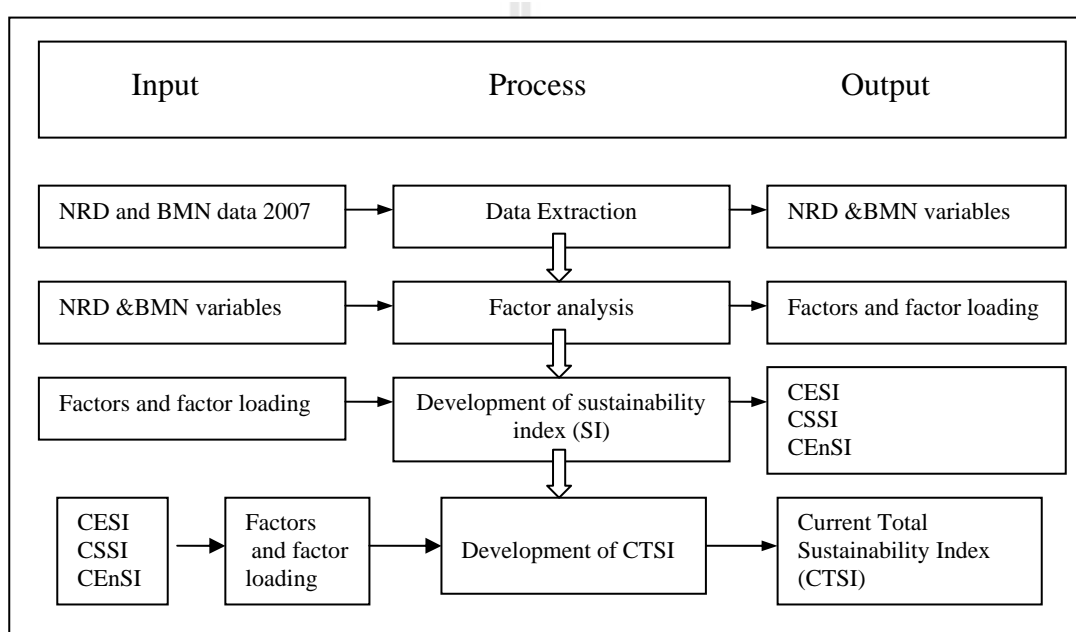 Input Process Output
NRD and BMN data 2007
Data Extraction
NRD &BMN variables
NRD &BMN variables
Factor analysis
Factors and factor loading
Factors and factor loading
Development of sustainability
index (SI)
CESI
CSSI
CEnSI
CESI
CSSI
CEnSI
Factors
and factor
loading
Development of CTSI
Current Total
Sustainability Index
(CTSI)